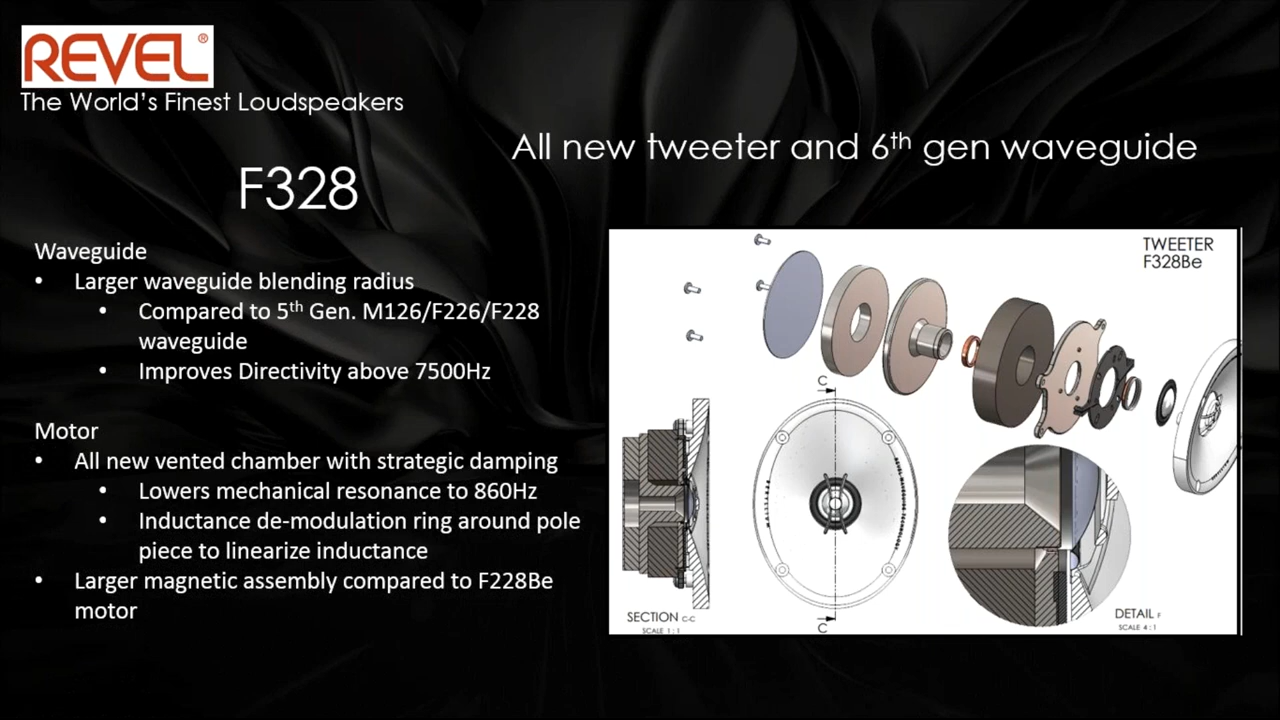 REVEL®
The World's Finest Loudspeakers
All new tweeter and 6th gen waveguide
F328
Waveguide
• Larger waveguide blending radius
• Compared to 5th Gen. M126/F226/F228
waveguide
• Improves Directivity above 7500Hz
Motor
• All new vented chamber with strategic damping
• Lowers mechanical resonance to 860Hz
• Inductance de-modulation ring around pole
piece to linearize inductance
• Larger magnetic assembly compared to F228Be
motor
TWEETER
F328Be
C
C
SECTION C-C
SCALE 1 : 1
DETAIL F
SCALE 4 : 1